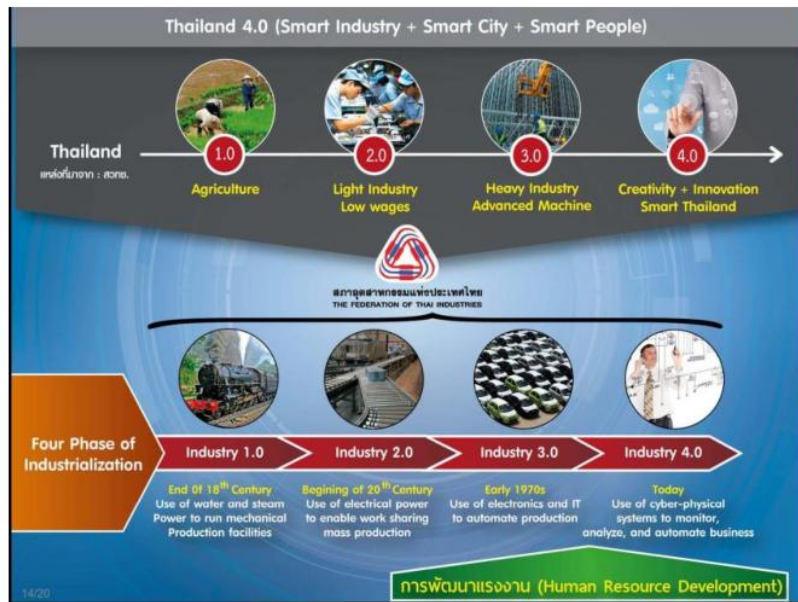 Thailand 4.0 (Smart Industry + Smart City + Smart People)
Thailand
แหล่งที่มาจาก : สวทช.
1.0
2.0
3.0
4.0
Agriculture
Light Industry
Low wages
Heavy Industry
Advanced Machine
Creativity + Innovation
Smart Thailand
สภาอุตสาหกรรมแห่งประเทศไทย
THE FEDERATION OF THAI INDUSTRIES
Four Phase of
Industrialization
Industry 1.0
Industry 2.0
Industry 3.0
Industry 4.0
End Of 18th Century
Use of water and steam
Power to run mechanical
Production facilities
Begining of 20th Century
Use of electrical power
to enable work sharing
mass production
Early 1970s
Use of electronics and IT
to automate production
Today
Use of cyber-physical
systems to monitor,
analyze, and automate business
การพัฒนาแรงงาน (Human Resource Development)
14/20